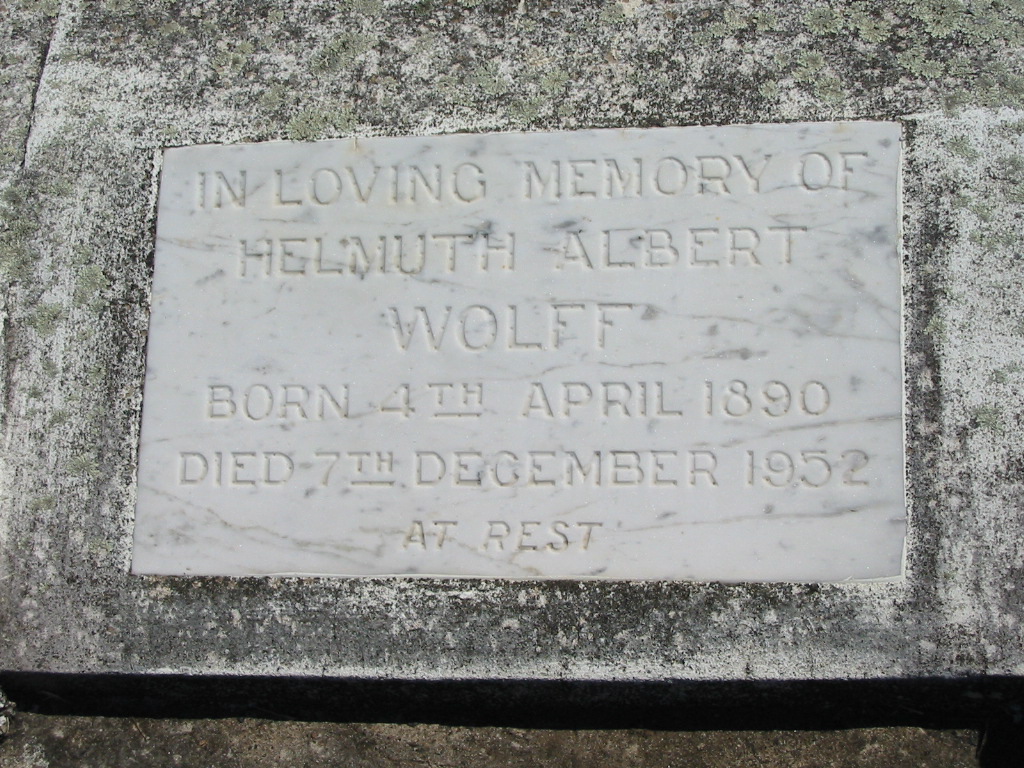 IN LOVING MEMORY OF
HELMUTH ALBERT
WOLFF
BORN 4TH APRIL 1890
DIED 7TH DECEMBER 1952
AT REST